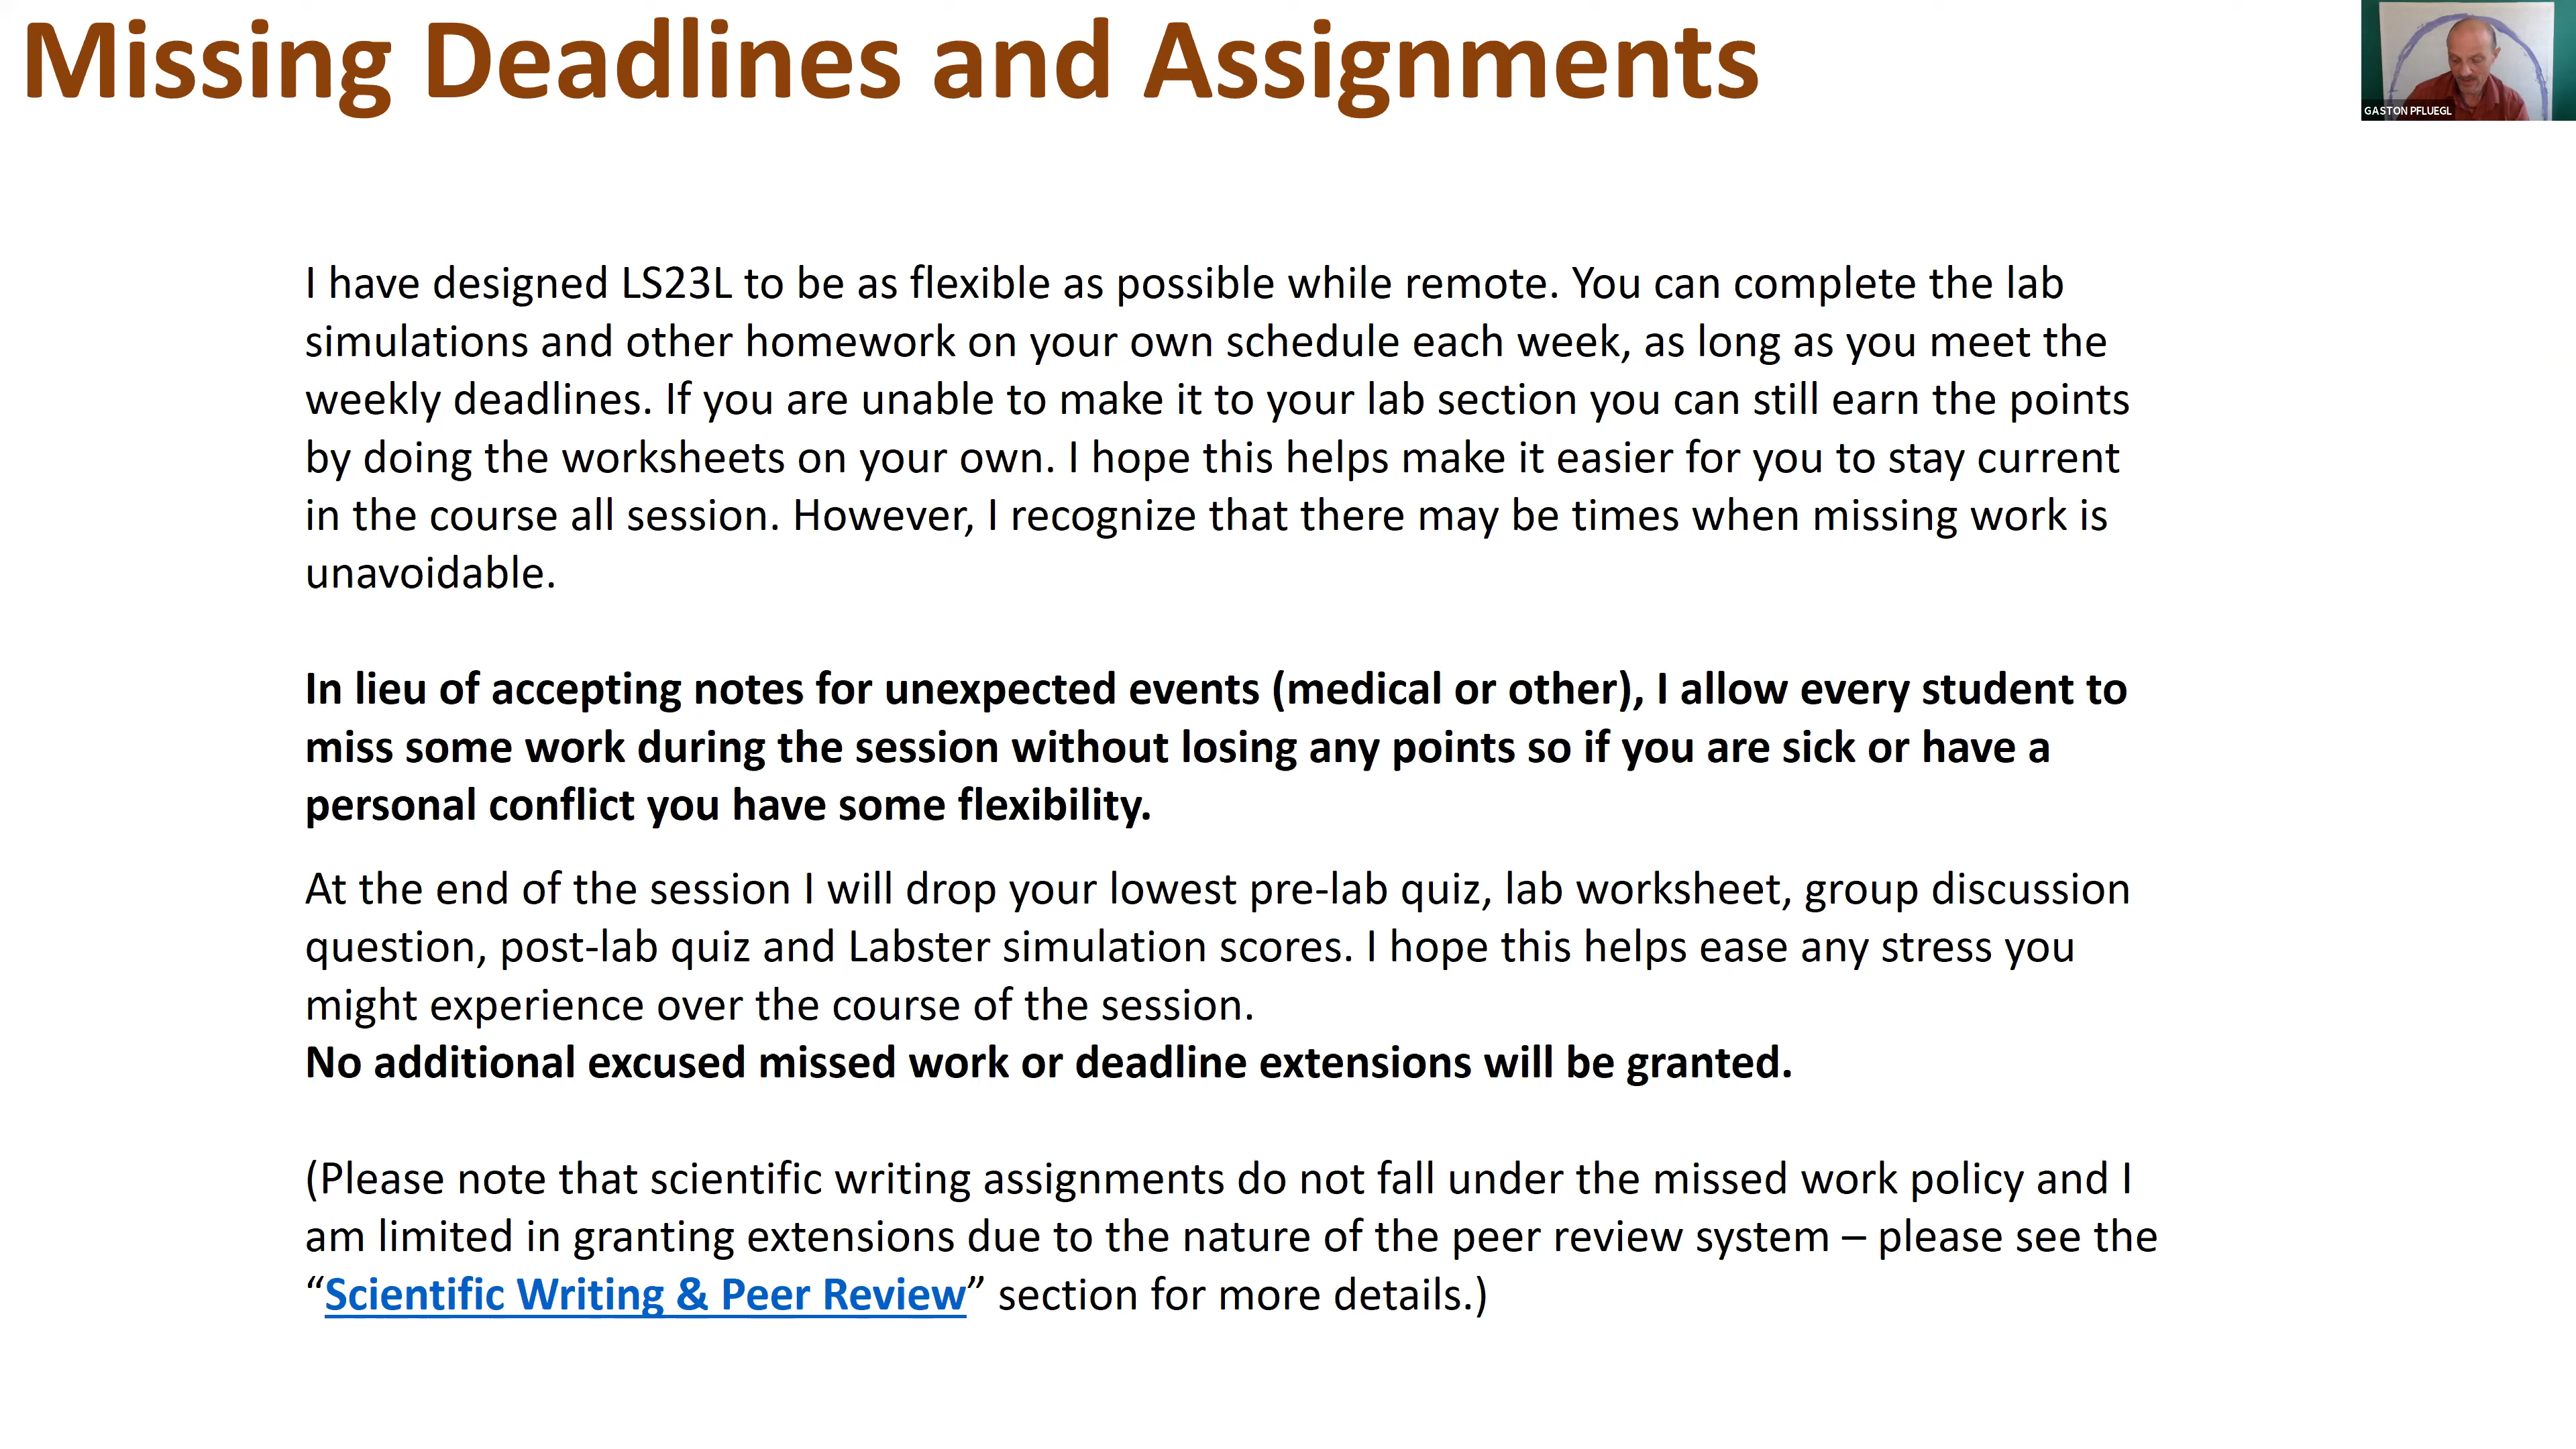 Missing Deadlines and Assignments
GASTON PFLUEGL
I have designed LS23L to be as flexible as possible while remote. You can complete the lab
simulations and other homework on your own schedule each week, as long as you meet the
weekly deadlines. If you are unable to make it to your lab section you can still earn the points
by doing the worksheets on your own. I hope this helps make it easier for you to stay current
in the course all session. However, I recognize that there may be times when missing work is
unavoidable.
In lieu of accepting notes for unexpected events (medical or other), I allow every student to
miss some work during the session without losing any points so if you are sick or have a
personal conflict you have some flexibility.
At the end of the session I will drop your lowest pre-lab quiz, lab worksheet, group discussion
question, post-lab quiz and Labster simulation scores. I hope this helps ease any stress you
might experience over the course of the session.
No additional excused missed work or deadline extensions will be granted.
(Please note that scientific writing assignments do not fall under the missed work policy and I
am limited in granting extensions due to the nature of the peer review system – please see the
“Scientific Writing & Peer Review” section for more details.)